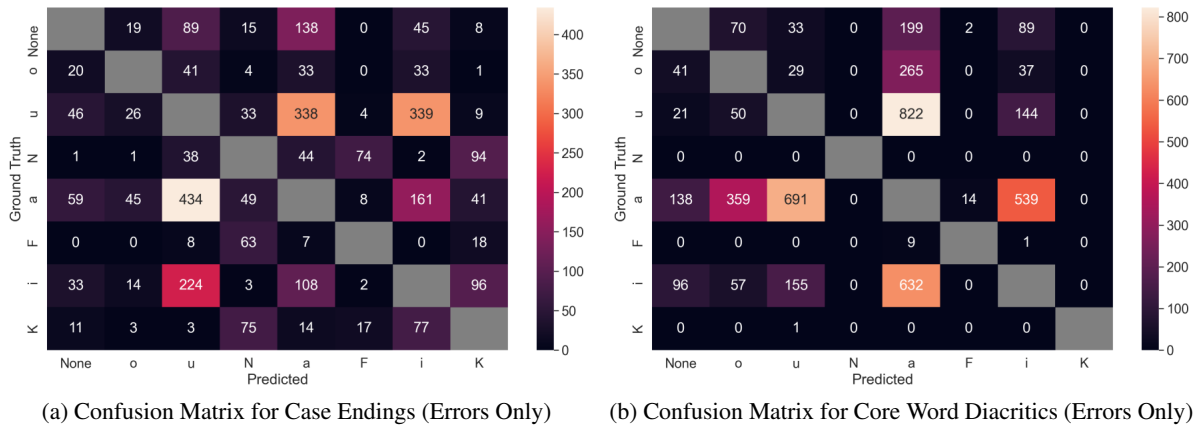 None 19 89 15 138 0 45 8
o 20 41 4 33 0 33 1
u 46 26 33 338 4 339 9
N 1 1 38 44 74 2 94
a 59 45 434 49 8 161 41
F 0 0 8 63 7 0 18
i 33 14 224 3 108 2 96
K 11 3 3 75 14 17 77
None o u N a F i K
Ground Truth
Predicted
400
350
300
250
200
150
100
50
0
(a) Confusion Matrix for Case Endings (Errors Only)
None 70 33 0 199 2 89 0
o 41 29 0 265 0 37 0
u 21 50 0 822 0 144 0
N 0 0 0 0 0 0 0
a 138 359 691 0 14 539 0
F 0 0 0 0 9 1 0
i 96 57 155 0 632 0 0
K 0 0 1 0 0 0 0
None o u N a F i K
Ground Truth
Predicted
800
700
600
500
400
300
200
100
0
(b) Confusion Matrix for Core Word Diacritics (Errors Only)